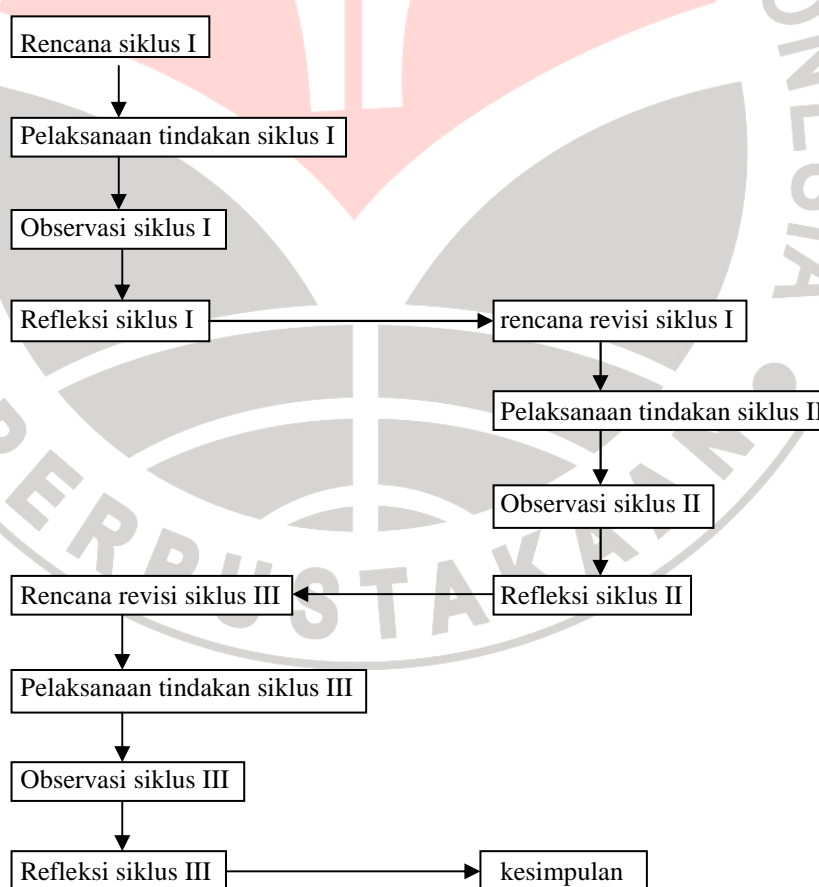 Rencana siklus I
Pelaksanaan tindakan siklus I
Observasi siklus I
Refleksi siklus I
rencana revisi siklus I
Pelaksanaan tindakan siklus II
Observasi siklus II
Refleksi siklus II
Rencana revisi siklus III
Pelaksanaan tindakan siklus III
Observasi siklus III
Refleksi siklus III
kesimpulan
PERPUSTAKAAN